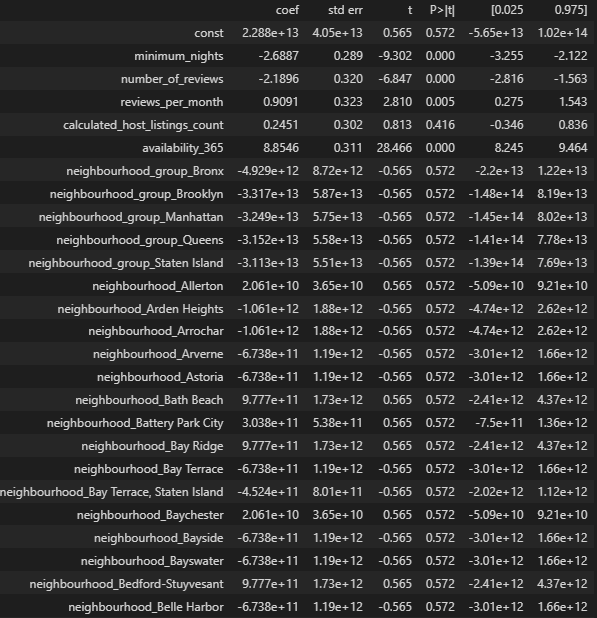 coef std err t P>|t| [0.025 0.975]
const 2.288e+13 4.05e+13 0.565 0.572 -5.65e+13 1.02e+14
minimum_nights -2.6887 0.289 -9.302 0.000 -3.255 -2.122
number_of_reviews -2.1896 0.320 -6.847 0.000 -2.816 -1.563
reviews_per_month 0.9091 0.323 2.810 0.005 0.275 1.543
calculated_host_listings_count 0.2451 0.302 0.813 0.416 -0.346 0.836
availability_365 8.8546 0.311 28.466 0.000 8.245 9.464
neighbourhood_group_Bronx -4.929e+12 8.72e+12 -0.565 0.572 -2.2e+13 1.22e+13
neighbourhood_group_Brooklyn -3.317e+13 5.87e+13 -0.565 0.572 -1.48e+14 8.19e+13
neighbourhood_group_Manhattan -3.249e+13 5.75e+13 -0.565 0.572 -1.45e+14 8.02e+13
neighbourhood_group_Queens -3.152e+13 5.58e+13 -0.565 0.572 -1.41e+14 7.78e+13
neighbourhood_group_Staten Island -3.113e+13 5.51e+13 -0.565 0.572 -1.39e+14 7.69e+13
neighbourhood_Allerton 2.061e+10 3.65e+10 0.565 0.572 -5.09e+10 9.21e+10
neighbourhood_Arden Heights -1.061e+12 1.88e+12 -0.565 0.572 -4.74e+12 2.62e+12
neighbourhood_Arrochar -1.061e+12 1.88e+12 -0.565 0.572 -4.74e+12 2.62e+12
neighbourhood_Arverne -6.738e+11 1.19e+12 -0.565 0.572 -3.01e+12 1.66e+12
neighbourhood_Astoria -6.738e+11 1.19e+12 -0.565 0.572 -3.01e+12 1.66e+12
neighbourhood_Bath Beach 9.777e+11 1.73e+12 0.565 0.572 -2.41e+12 4.37e+12
neighbourhood_Battery Park City 3.038e+11 5.38e+11 0.565 0.572 -7.5e+11 1.36e+12
neighbourhood_Bay Ridge 9.777e+11 1.73e+12 0.565 0.572 -2.41e+12 4.37e+12
neighbourhood_Bay Terrace -6.738e+11 1.19e+12 -0.565 0.572 -3.01e+12 1.66e+12
neighbourhood_Bay Terrace, Staten Island -4.524e+11 8.01e+11 -0.565 0.572 -2.02e+12 1.12e+12
neighbourhood_Baychester 2.061e+10 3.65e+10 0.565 0.572 -5.09e+10 9.21e+10
neighbourhood_Bayside -6.738e+11 1.19e+12 -0.565 0.572 -3.01e+12 1.66e+12
neighbourhood_Bayswater -6.738e+11 1.19e+12 -0.565 0.572 -3.01e+12 1.66e+12
neighbourhood_Bedford-Stuyvesant 9.777e+11 1.73e+12 0.565 0.572 -2.41e+12 4.37e+12
neighbourhood_Belle Harbor -6.738e+11 1.19e+12 -0.565 0.572 -3.01e+12 1.66e+12